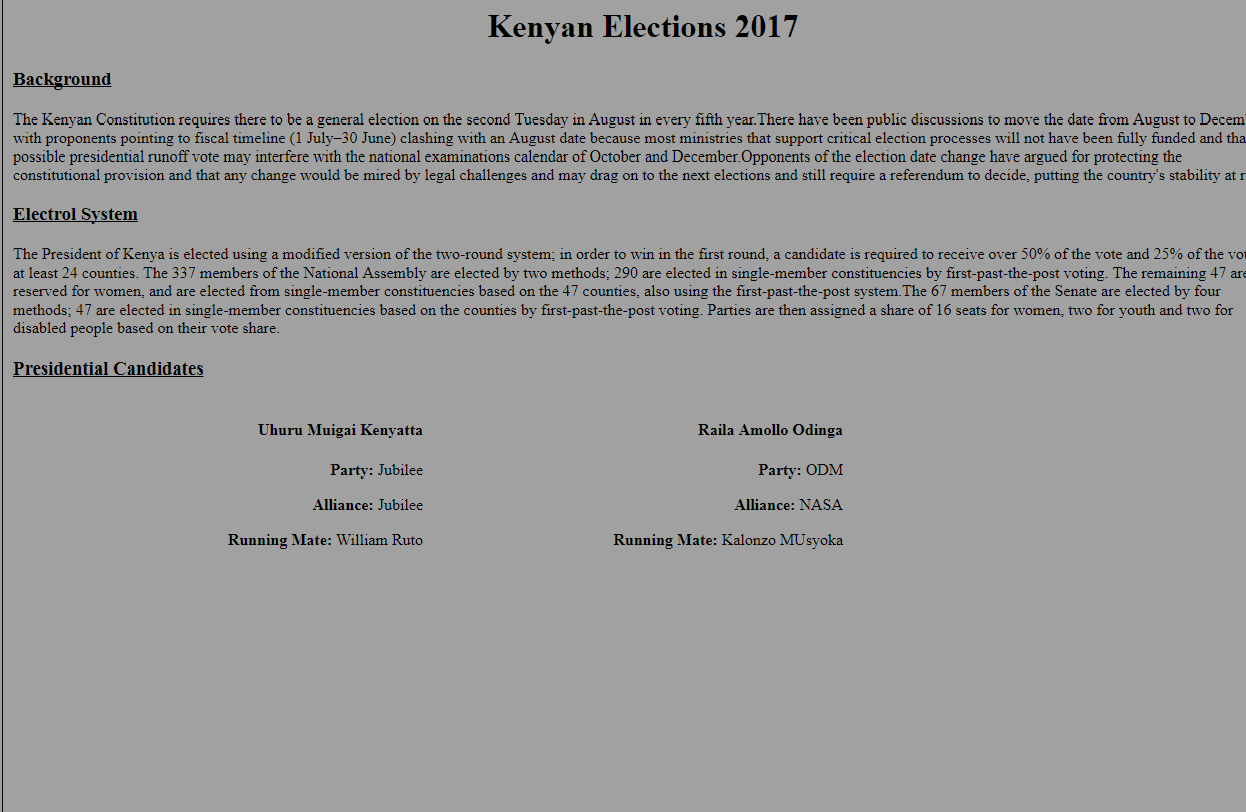 Kenyan Elections 2017
Background
The Kenyan Constitution requires there to be a general election on the second Tuesday in August in every fifth year.There have been public discussions to move the date from August to
with proponents pointing to fiscal timeline (1 July–30 June) clashing with an August date because most ministries that support critical election processes will not have been fully funded and
possible presidential runoff vote may interfere with the national examinations calendar of October and December.Opponents of the election date change have argued for protecting the
constitutional provision and that any change would be mired by legal challenges and may drag on to the next elections and still require a referendum to decide, putting the country's stability at
Electrol System
The President of Kenya is elected using a modified version of the two-round system; in order to win in the first round, a candidate is required to receive over 50% of the vote and 25% of the
at least 24 counties. The 337 members of the National Assembly are elected by two methods; 290 are elected in single-member constituencies by first-past-the-post voting. The remaining 47
reserved for women, and are elected from single-member constituencies based on the 47 counties, also using the first-past-the-post system.The 67 members of the Senate are elected by four
methods; 47 are elected in single-member constituencies based on the counties by first-past-the-post voting. Parties are then assigned a share of 16 seats for women, two for youth and two for
disabled people based on their vote share.
Presidential Candidates
Uhuru Muigai Kenyatta
Party: Jubilee
Alliance: Jubilee
Running Mate: William Ruto
Raila Amollo Odinga
Party: ODM
Alliance: NASA
Running Mate: Kalonzo MUsyoka